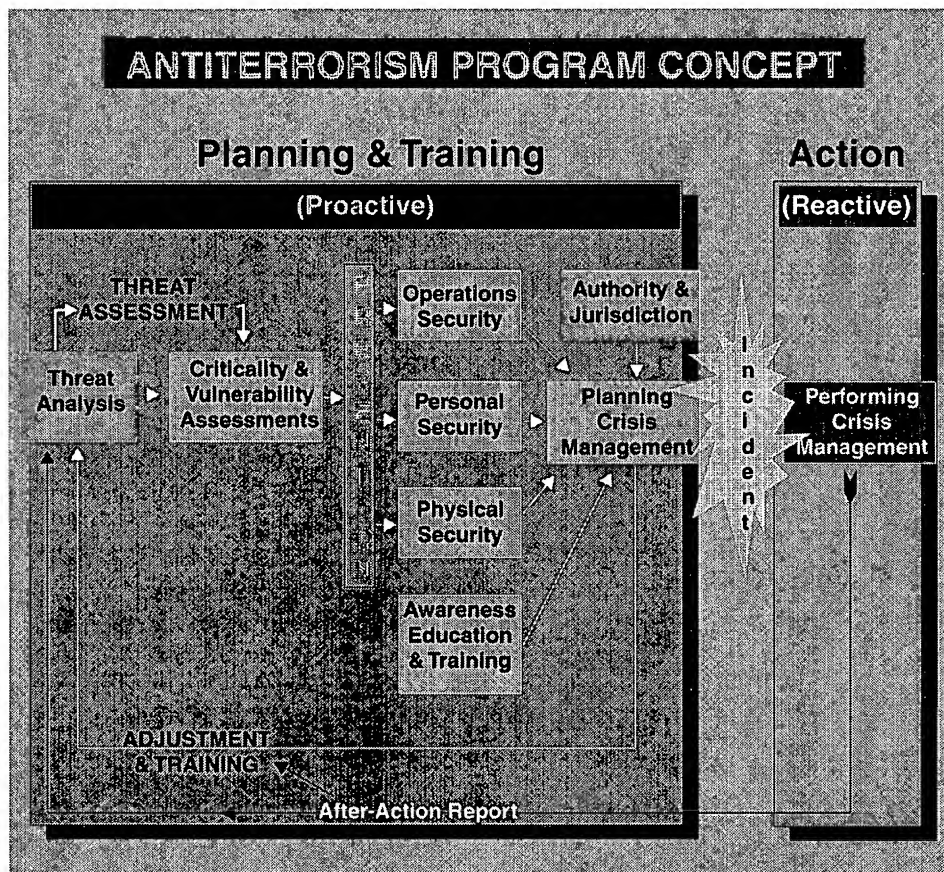 ANTITERRORISM PROGRAM CONCEPT
Planning & Training
Action
(Proactive)
(Reactive)
THREAT
ASSESSMENT
Threat
Analysis
Criticality &
Vulnerability
Assessments
Operations
Security
Personal
Security
Physical
Security
Awareness
Education
& Training
Authority &
Jurisdiction
Planning
Crisis
Management
Incident
Performing
Crisis
Management
ADJUSTMENT
& TRAINING
After-Action Report